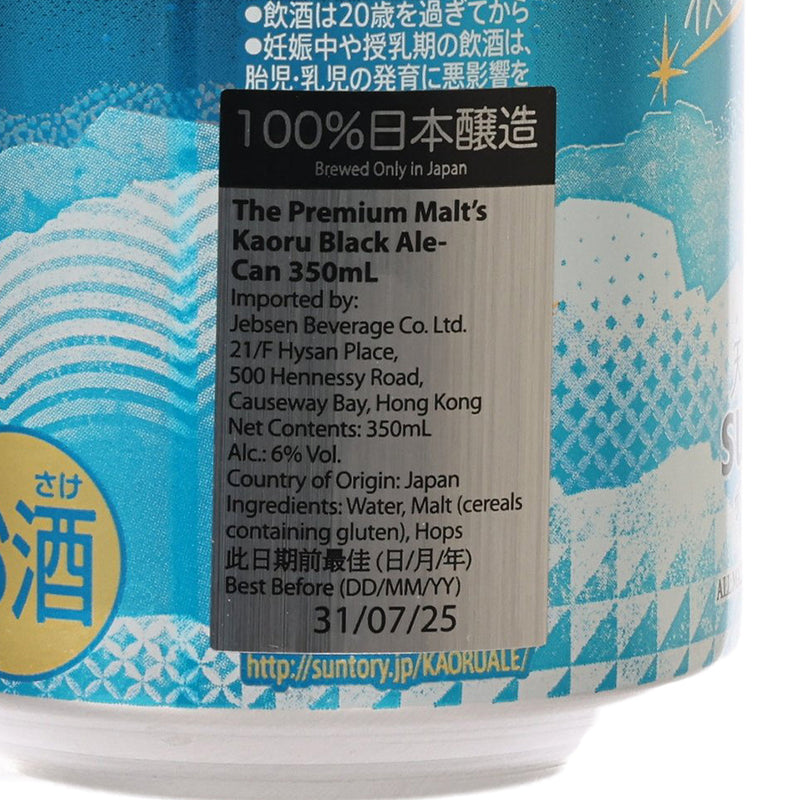 ●飲酒は20歳を過ぎてから
●妊娠中や授乳期の飲酒は、
胎児・乳児の発育に悪影響を
100%日本醸造
Brewed Only in Japan
The Premium Malt's
Kaoru Black Ale-
Can 350mL
Imported by:
Jebsen Beverage Co. Ltd.
21/F Hysan Place,
500 Hennessy Road,
Causeway Bay, Hong Kong
Net Contents: 350mL
Alc.: 6% Vol.
Country of Origin: Japan
Ingredients: Water, Malt (cereals
containing gluten), Hops
此日期前最佳 (日/月/年)
Best Before (DD/MM/YY)
31/07/25
http://suntory.jp/KAORUALE/
さけ
酒